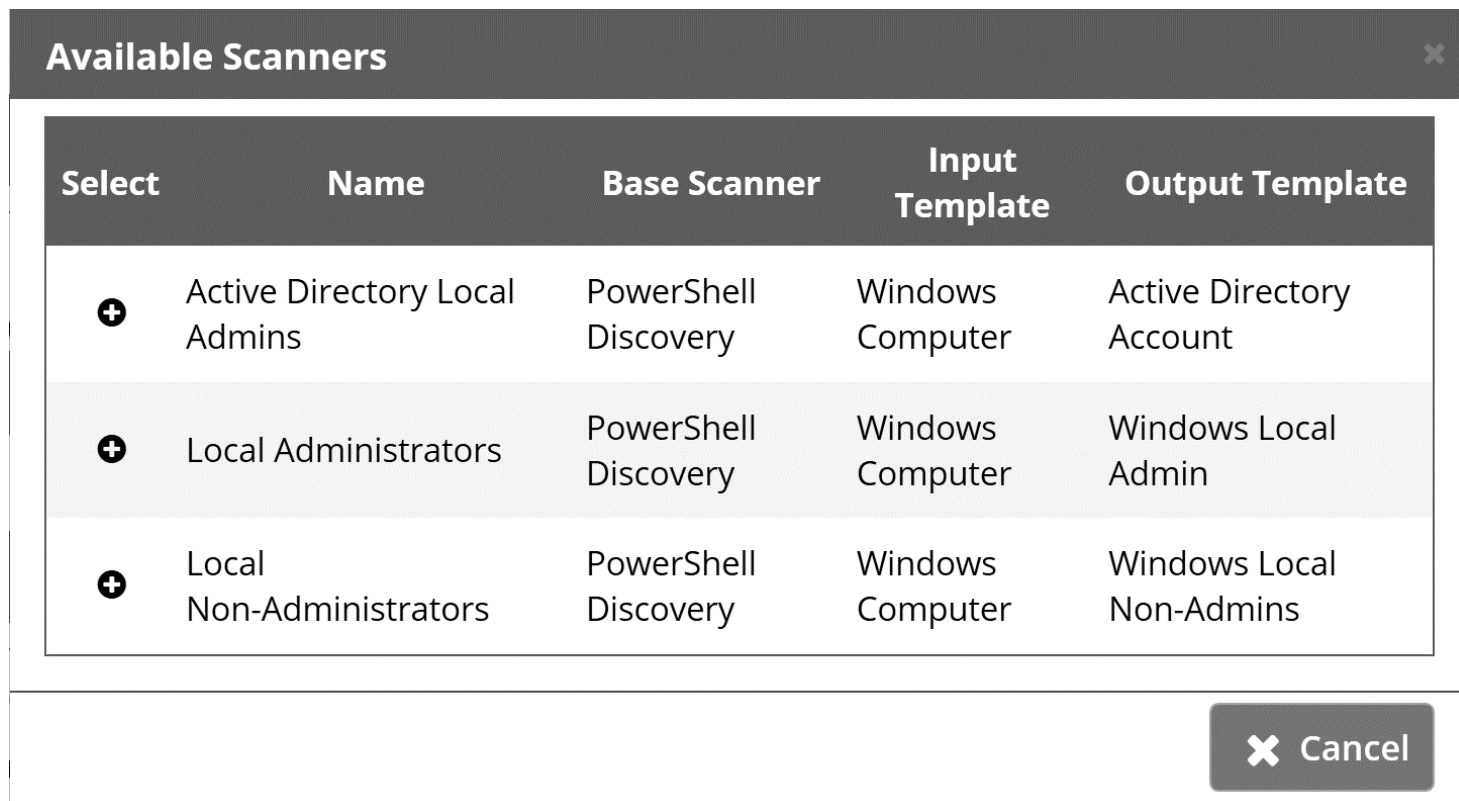 Available Scanners
Select Name Base Scanner Input Template Output Template
Active Directory Local Admins PowerShell Discovery Windows Computer Active Directory Account
Local Administrators PowerShell Discovery Windows Computer Windows Local Admin
Local Non-Administrators PowerShell Discovery Windows Computer Windows Local Non-Admins
Cancel